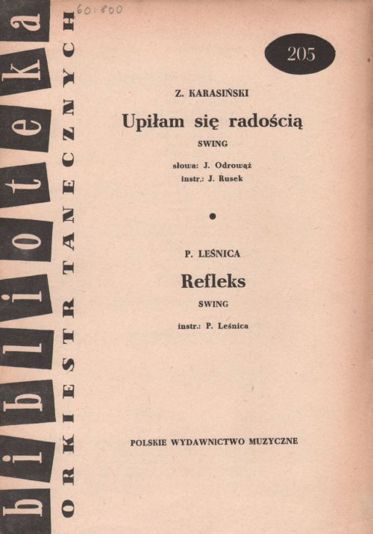 60:800
205
biblioteka
ORKIESTR TANECZNYCH
Z. KARASIŃSKI
Upiłam się radością
SWING
słowa: J. Odrowąż
instr.: J. Rusek
P. LEŚNICA
Refleks
SWING
instr.: P. Leśnica
POLSKIE WYDAWNICTWO MUZYCZNE